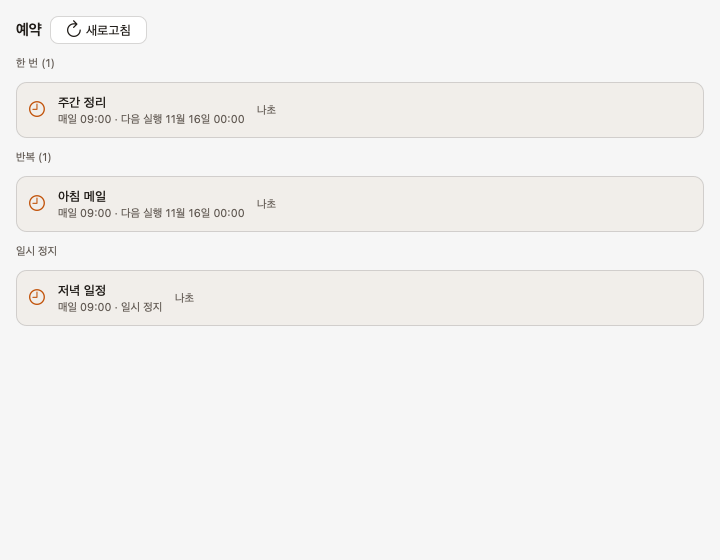 예약
새로고침
한 번 (1)
주간 정리
매일 09:00 · 다음 실행 11월 16일 00:00
나초
반복 (1)
아침 메일
매일 09:00 · 다음 실행 11월 16일 00:00
나초
일시 정지
저녁 일정
매일 09:00 · 일시 정지
나초